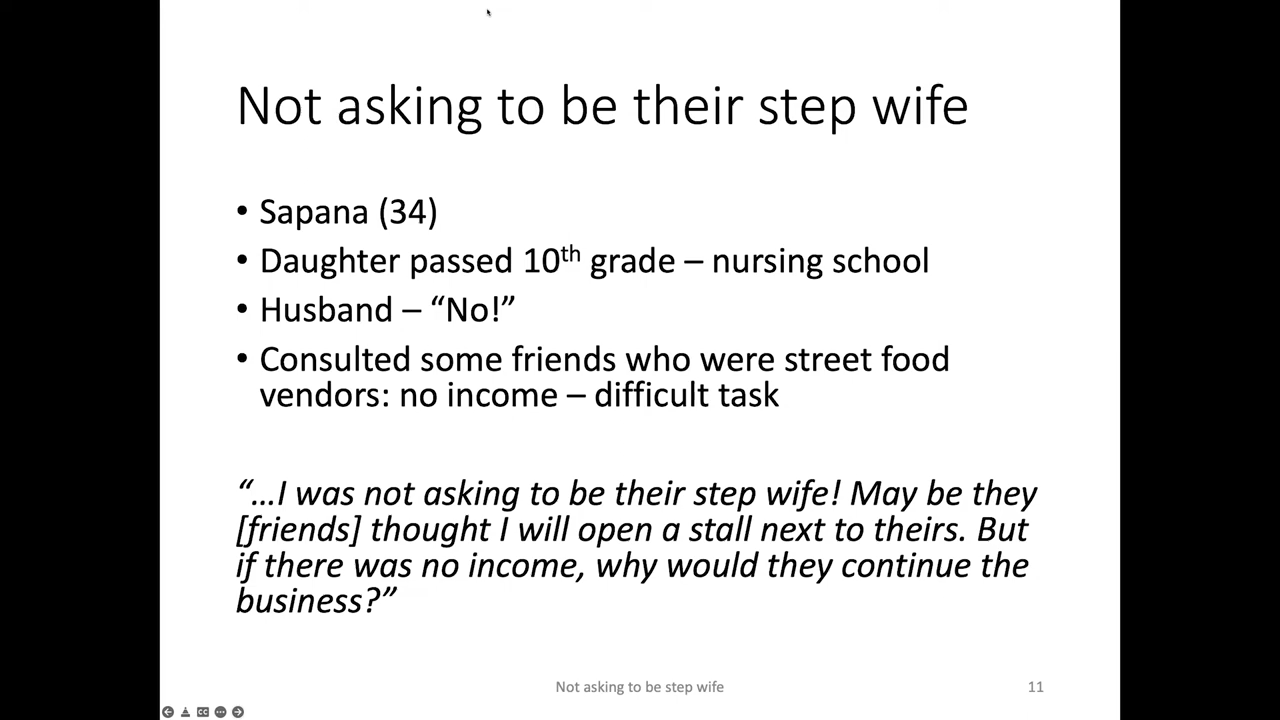 Not asking to be their step wife
• Sapana (34)
• Daughter passed 10th grade – nursing school
• Husband – “No!”
• Consulted some friends who were street food
vendors: no income – difficult task
“…I was not asking to be their step wife! May be they
[friends] thought I will open a stall next to theirs. But
if there was no income, why would they continue the
business?”
Not asking to be step wife
11
CC